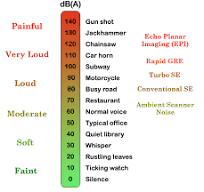 dB(A)
140 Gun shot
Painful
130 Jackhammer
120 Chainsaw
Echo Planar
Imaging (EPI)
Very Loud
110 Car horn
100 Subway
Rapid GRE
90 Motorcycle
Turbo SE
Loud
80 Busy road
Conventional SE
70 Restaurant
Moderate
60 Normal voice
Ambient Scanner
Noise
50 Typical office
40 Quiet library
Soft
30 Whisper
20 Rustling leaves
Faint
10 Ticking watch
0 Silence